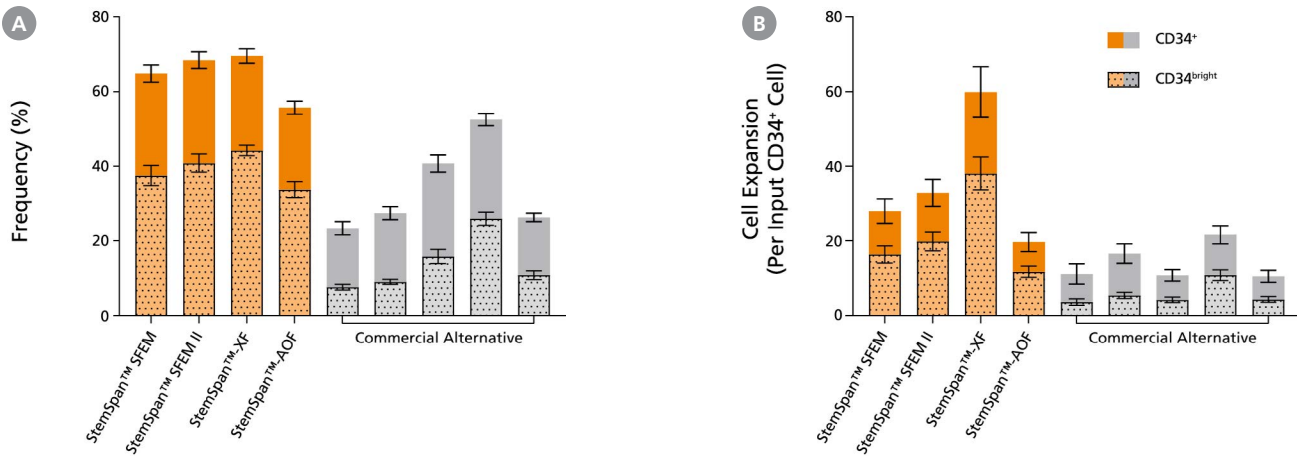 A
Frequency (%)
80
60
40
20
0
StemSpan™ SFEM
StemSpan™ SFEM II
StemSpan™-XF
StemSpan™-AOF
Commercial Alternative
B
Cell Expansion
(Per Input CD34⁺ Cell)
80
60
40
20
0
CD34⁺
CD34ᵇʳⁱᵍʰᵗ
StemSpan™ SFEM
StemSpan™ SFEM II
StemSpan™-XF
StemSpan™-AOF
Commercial Alternative